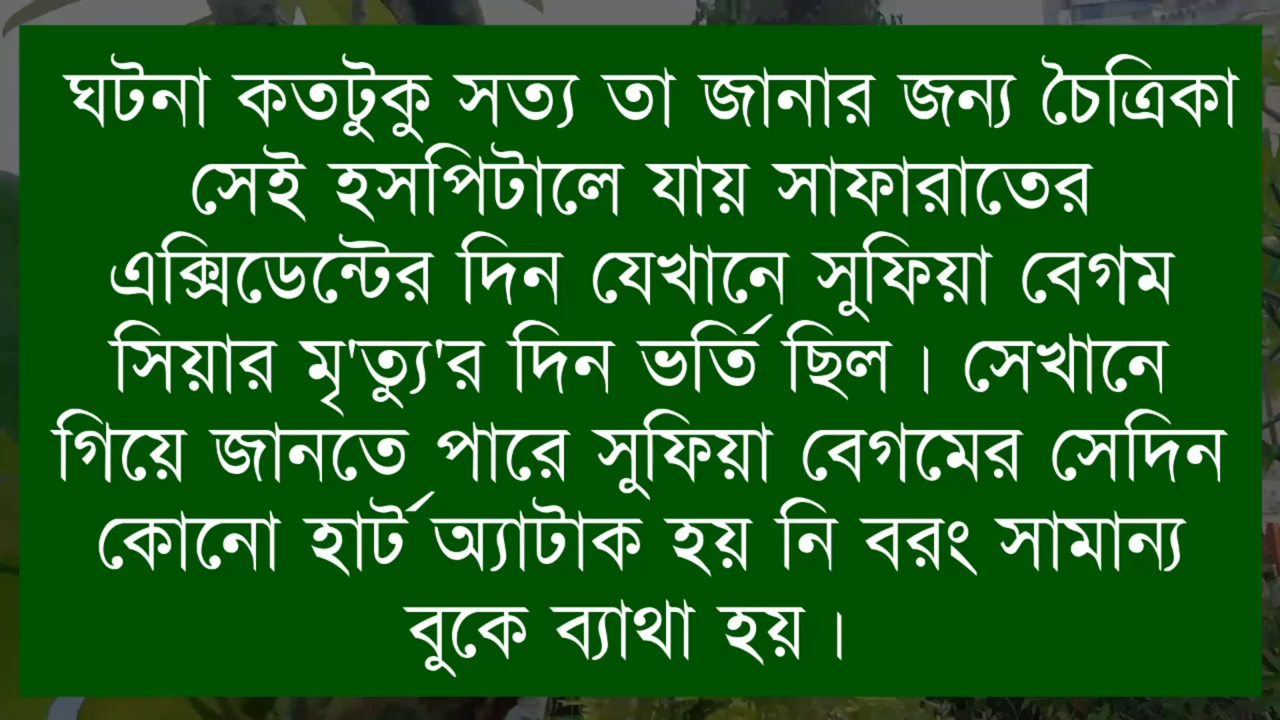 ঘটনা কতটুকু সত্য তা জানার জন্য চৈত্রিকা
সেই হসপিটালে যায় সাফারাতের
এক্সিডেন্টের দিন যেখানে সুফিয়া বেগম
সিয়ার মৃ'ত্যু'র দিন ভর্তি ছিল। সেখানে
গিয়ে জানতে পারে সুফিয়া বেগমের সেদিন
কোনো হার্ট অ্যাটাক হয় নি বরং সামান্য
বুকে ব্যাথা হয়।